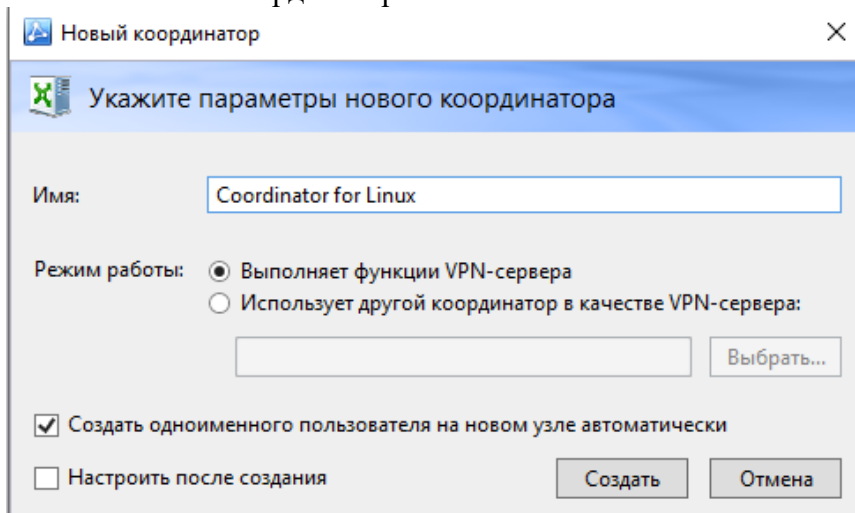 Новый координатор
Укажите параметры нового координатора
Имя: Coordinator for Linux
Режим работы: Выполняет функции VPN-сервера
Использует другой координатор в качестве VPN-сервера:
Выбрать...
Создать одноименного пользователя на новом узле автоматически
Настроить после создания Создать Отмена